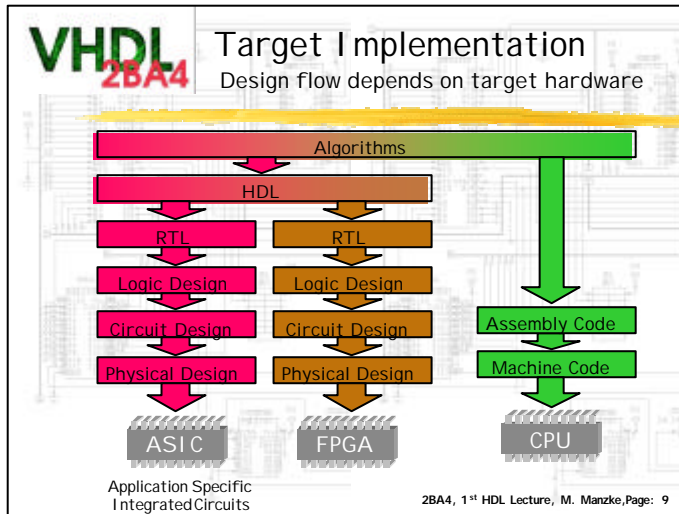 VHDL
2BA4
Target Implementation
Design flow depends on target hardware
Algorithms
HDL
RTL
RTL
Logic Design
Logic Design
Circuit Design
Circuit Design
Assembly Code
Physical Design
Physical Design
Machine Code
ASIC
FPGA
CPU
Application Specific
Integrated Circuits
2BA4, 1st HDL Lecture, M. Manzke,Page: 9